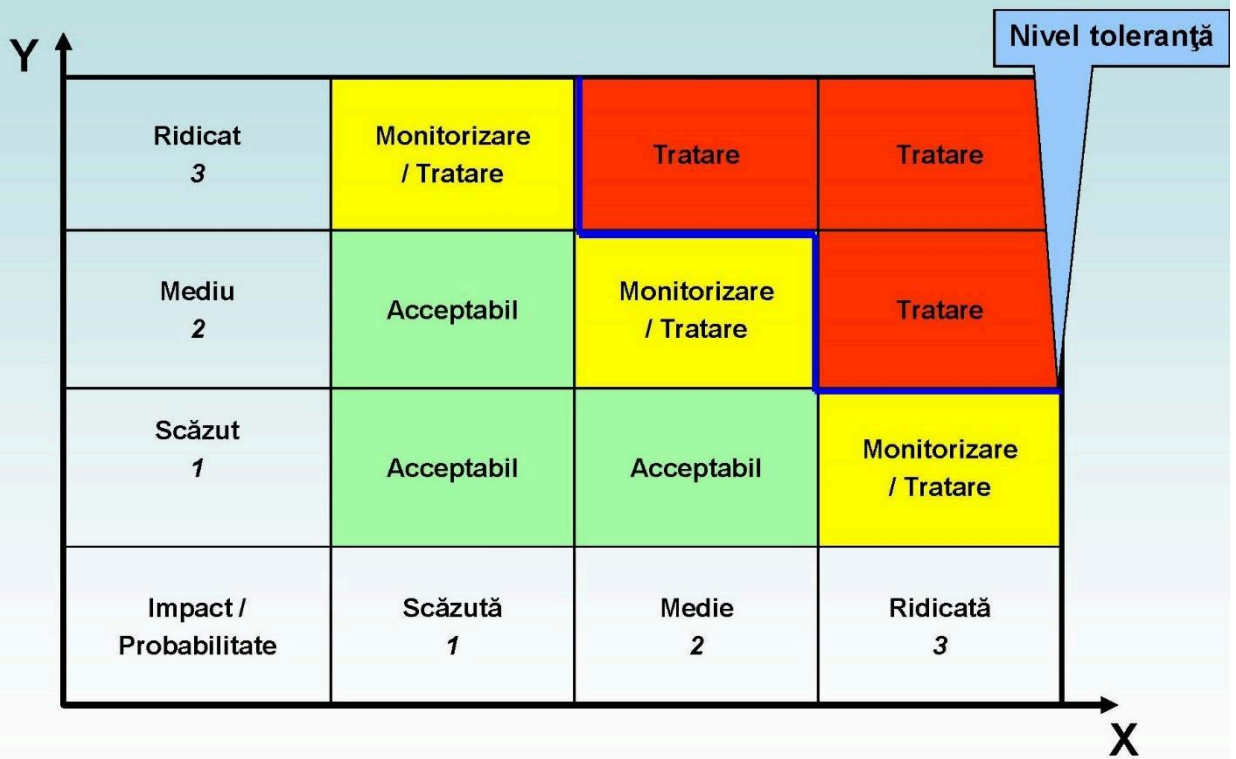 Y
Nivel toleranţă
Ridicat
3
Monitorizare
/ Tratare
Tratare
Tratare
Mediu
2
Acceptabil
Monitorizare
/ Tratare
Tratare
Scăzut
1
Acceptabil
Acceptabil
Monitorizare
/ Tratare
Impact /
Probabilitate
Scăzută
1
Medie
2
Ridicată
3
X